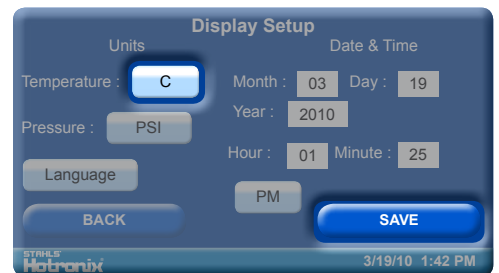 Display Setup
Units
Date & Time
Temperature : C
Month : 03 Day : 19
Year : 2010
Pressure : PSI
Hour : 01 Minute : 25
Language
PM
BACK
SAVE
STAHLS'
Hotronix
3/19/10 1:42 PM